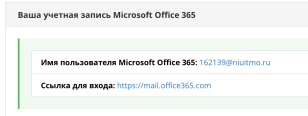 Ваша учетная запись Microsoft Office 365
Имя пользователя Microsoft Office 365: 162139@niuitmo.ru
Ссылка для входа: https://mail.office365.com